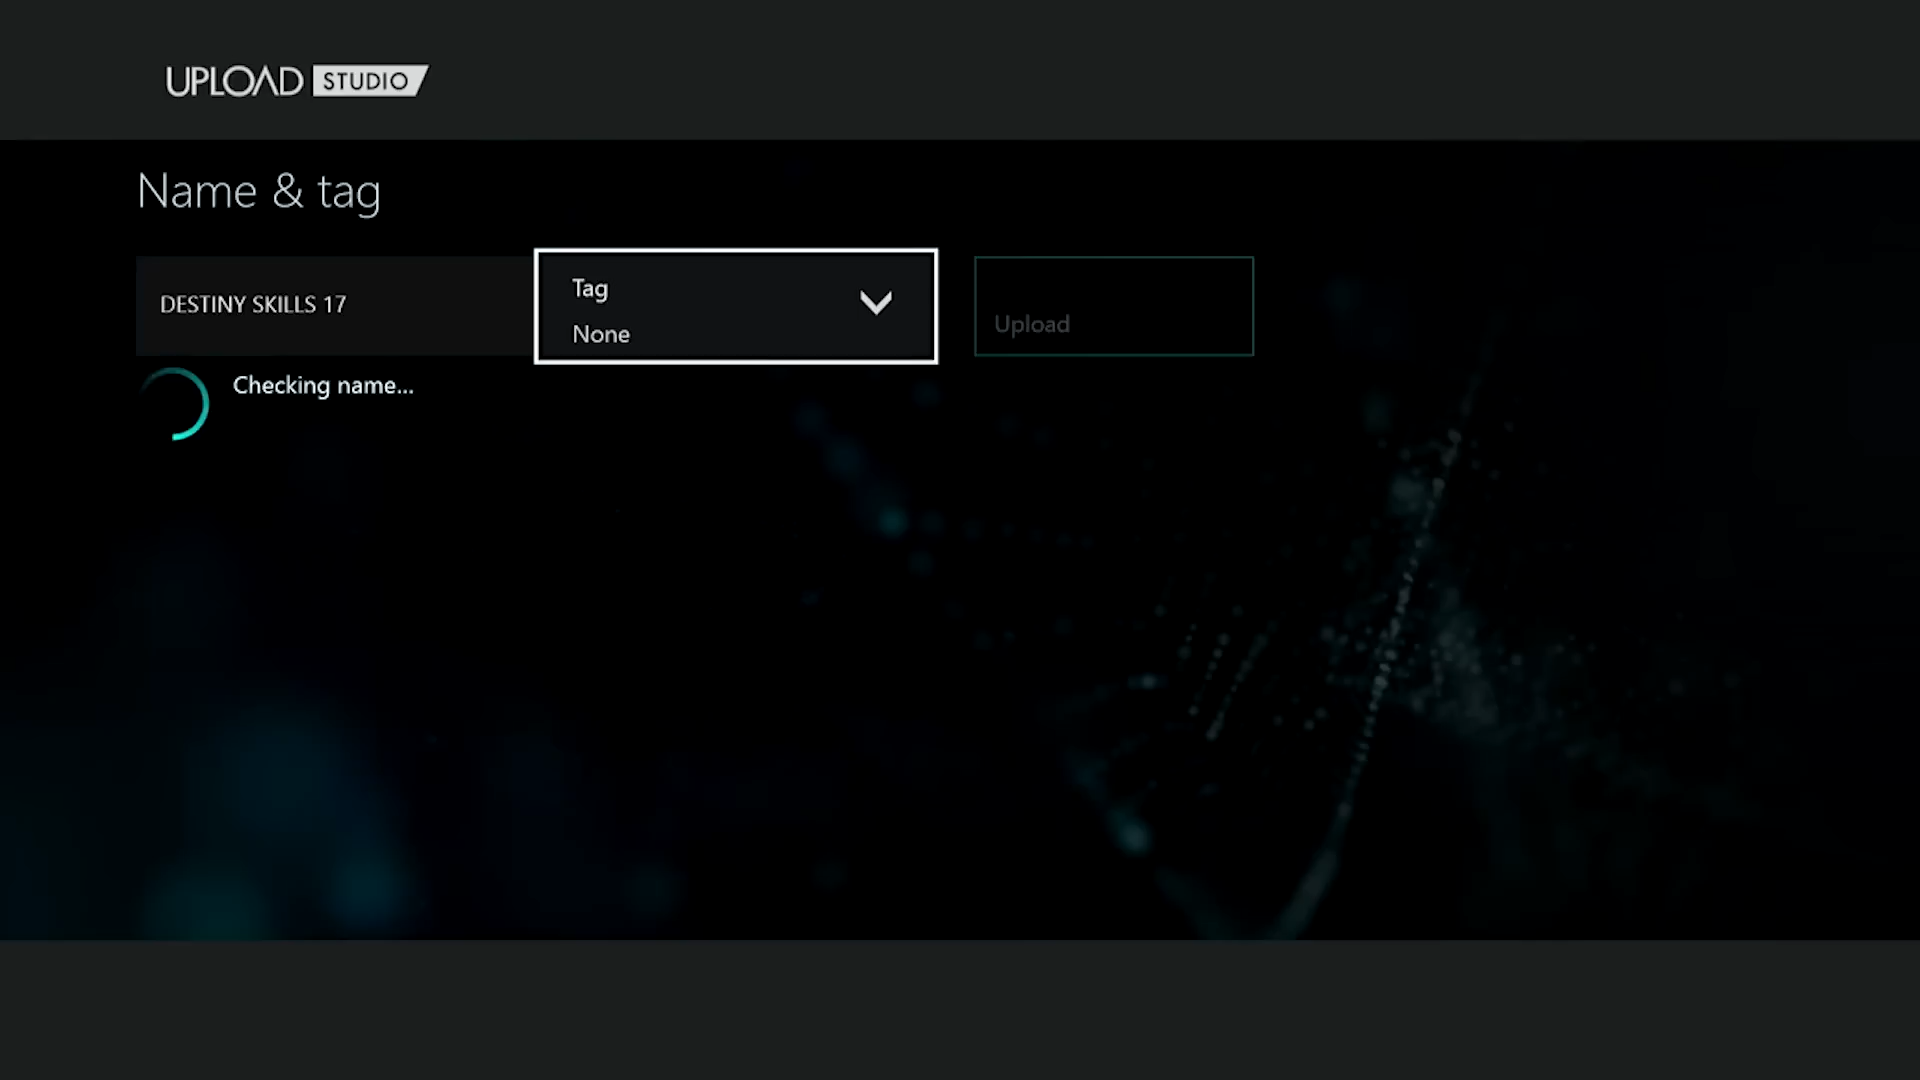 UPLOAD STUDIO
Name & tag
DESTINY SKILLS 17
Tag
None
Upload
Checking name...